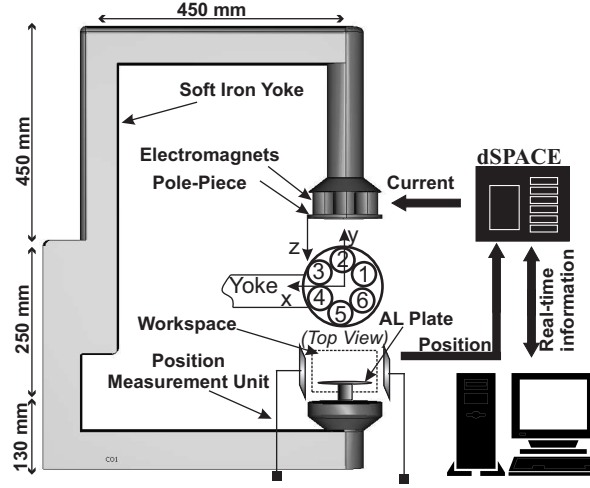 450 mm
450 mm
Soft Iron Yoke
Electromagnets
Pole-Piece
Current
dSPACE
z
y
x
Yoke
1
2
3
4
5
6
(Top View)
250 mm
Workspace
AL Plate
Position
Real-time
information
Position
Measurement Unit
130 mm
CO1